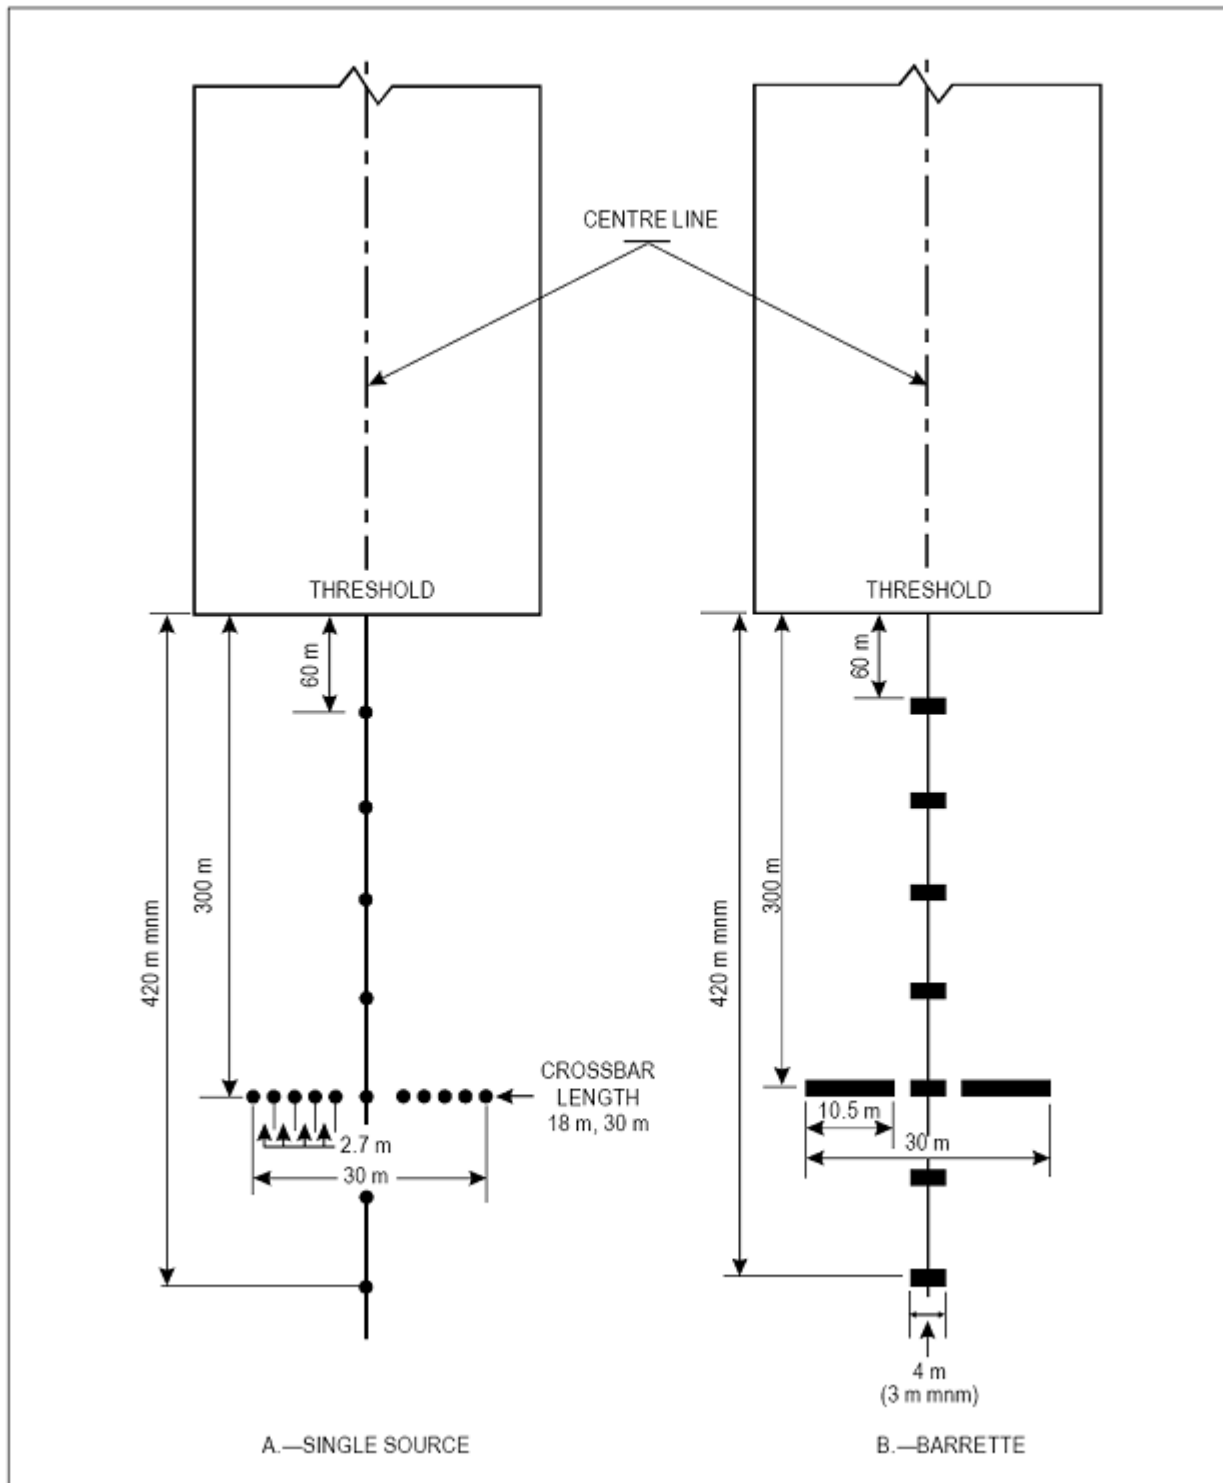 CENTRE LINE
THRESHOLD
THRESHOLD
60 m
60 m
300 m
300 m
420 m mnm
420 m mnm
CROSSBAR
LENGTH
18 m, 30 m
2.7 m
30 m
10.5 m
30 m
4 m
(3 m mnm)
A.—SINGLE SOURCE
B.—BARRETTE